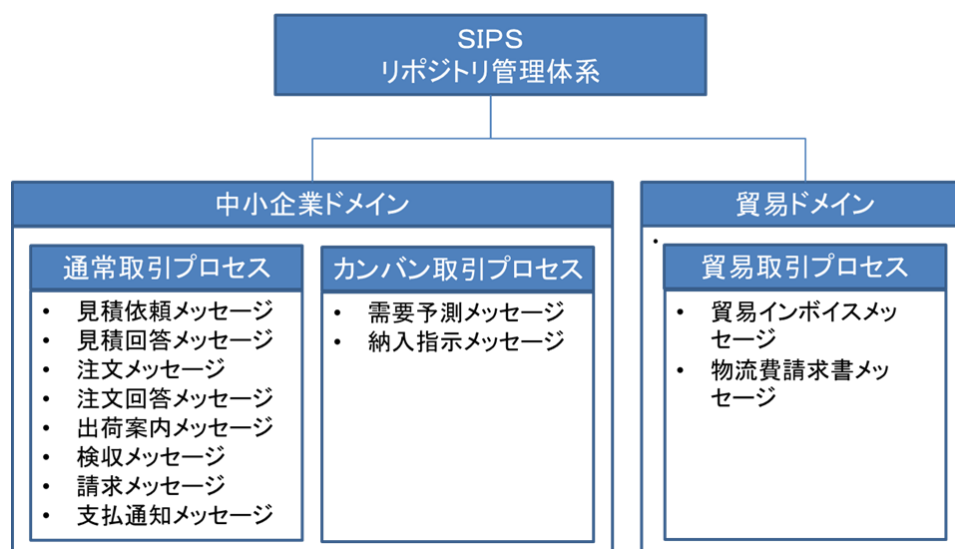 SIPS
リポジトリ管理体系
中小企業ドメイン
通常取引プロセス
• 見積依頼メッセージ
• 見積回答メッセージ
• 注文メッセージ
• 注文回答メッセージ
• 出荷案内メッセージ
• 検収メッセージ
• 請求メッセージ
• 支払通知メッセージ
カンバン取引プロセス
• 需要予測メッセージ
• 納入指示メッセージ
貿易ドメイン
•
貿易取引プロセス
• 貿易インボイスメッ
セージ
• 物流費請求書メッ
セージ